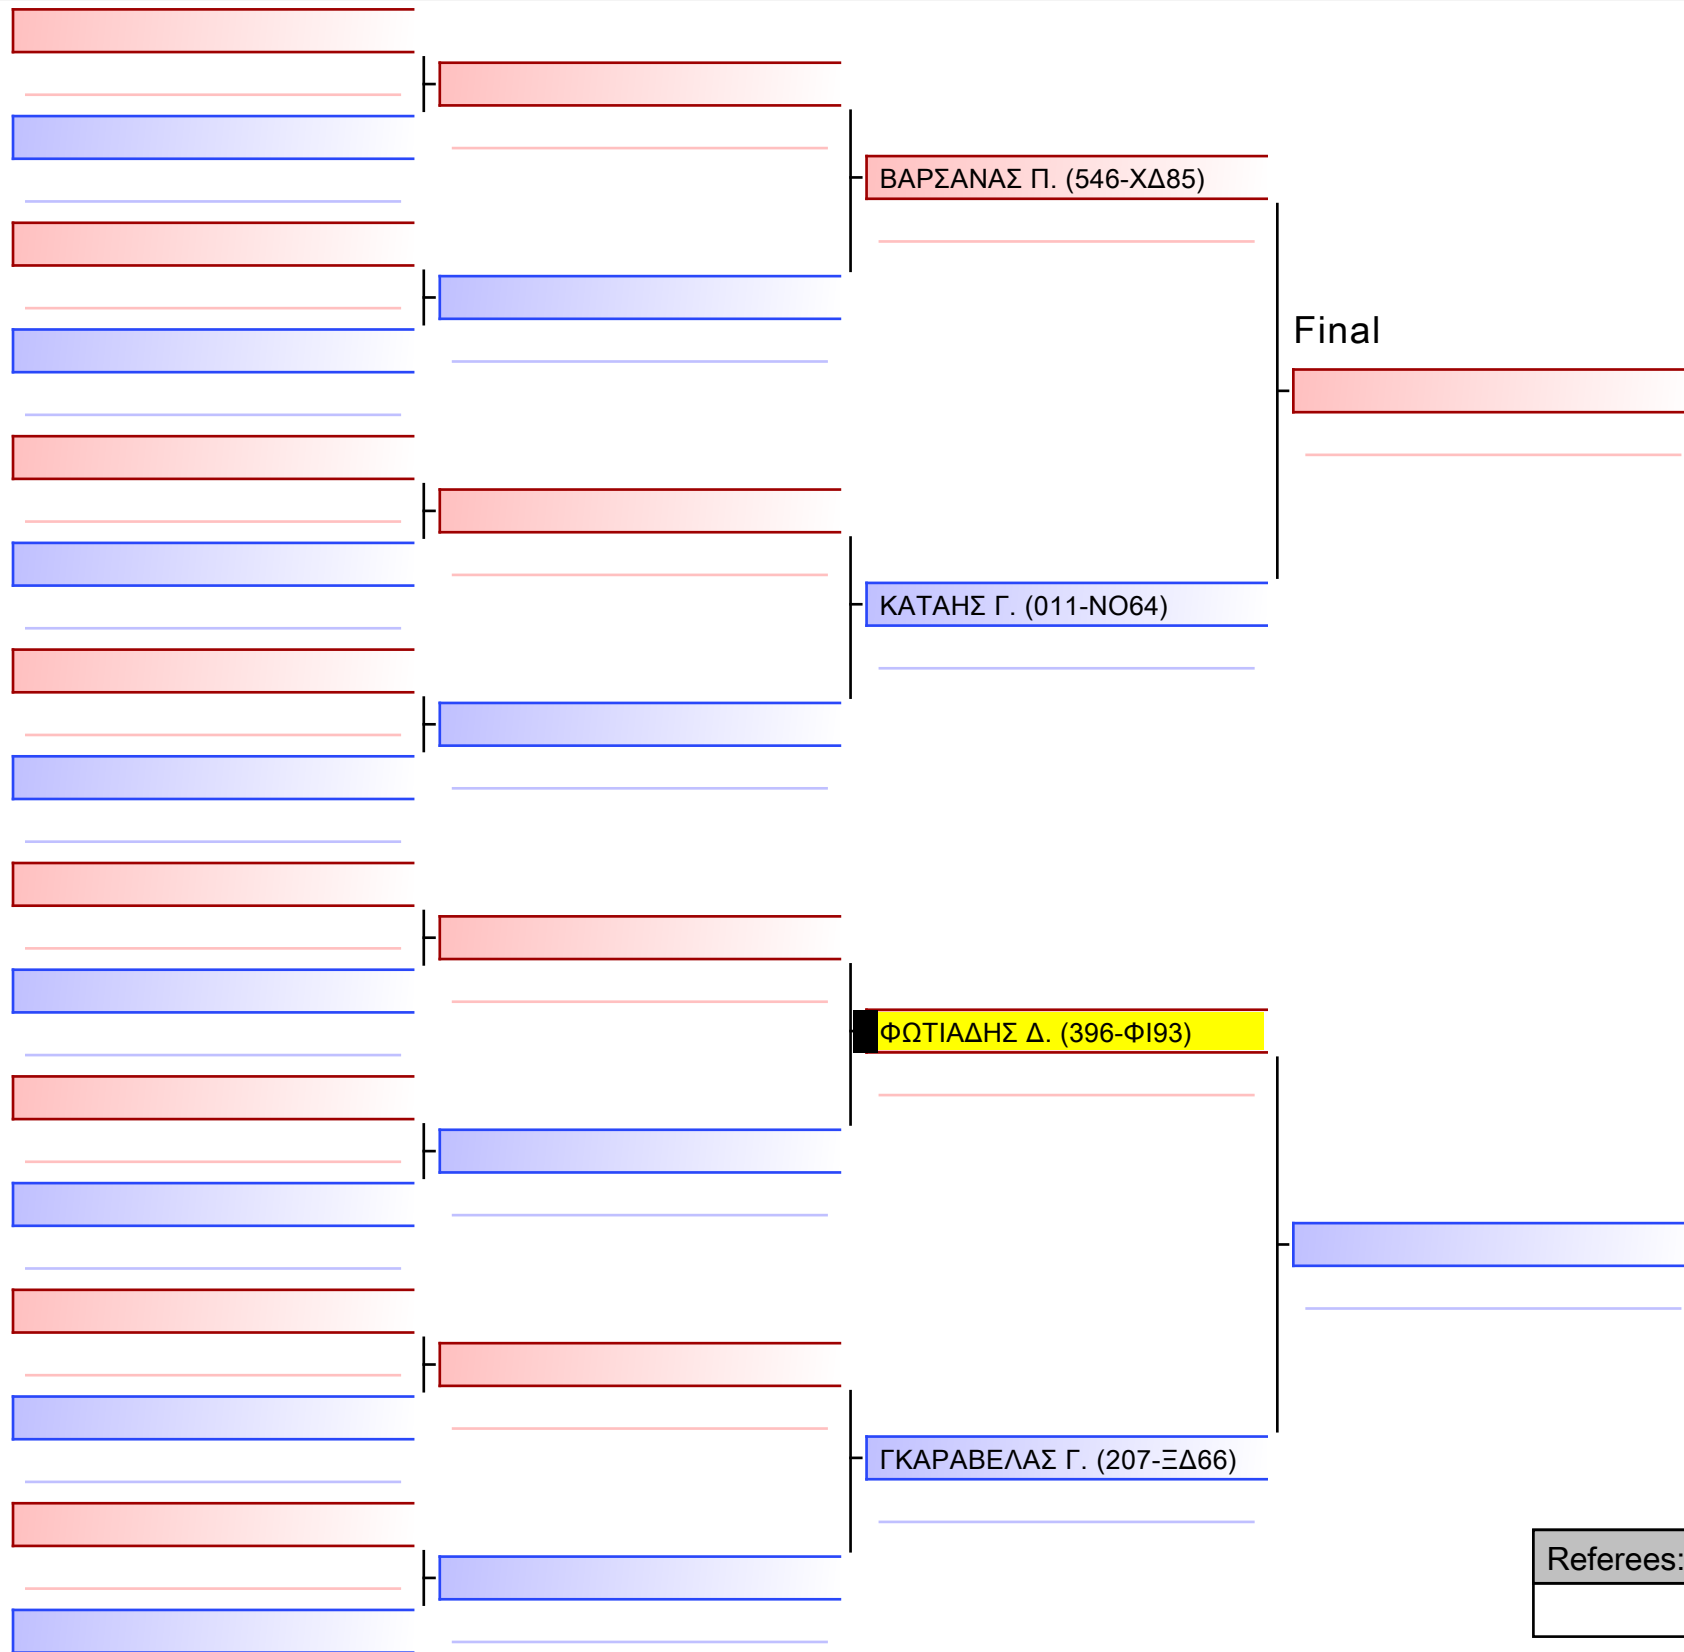 ΒΑΡΣΑΝΑΣ Π. (546-ΧΔ85)
Final
ΚΑΤΑΗΣ Γ. (011-ΝΟ64)
ΦΩΤΙΑΔΗΣ Δ. (396-ΦΙ93)
ΓΚΑΡΑΒΕΛΑΣ Γ. (207-ΞΔ66)
Referees: